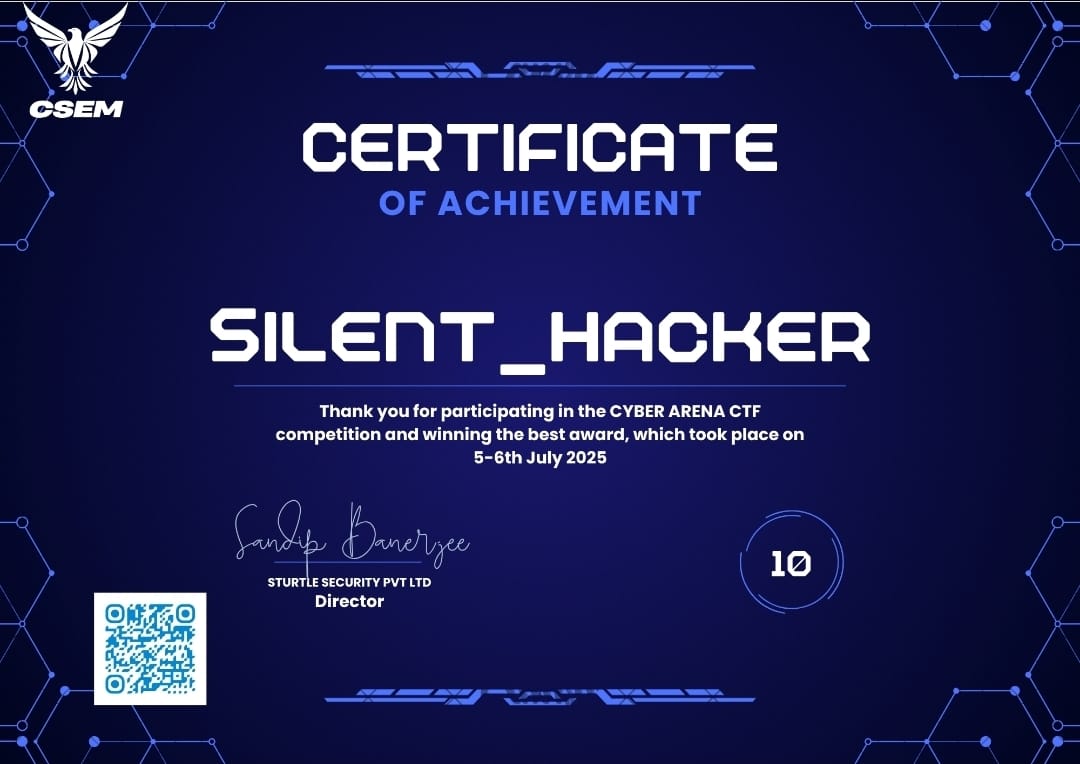 CSEM
CERTIFICATE
OF ACHIEVEMENT
SILENT_HACKER
Thank you for participating in the CYBER ARENA CTF
competition and winning the best award, which took place on
5-6th July 2025
Sandip Banerjee
STURTLE SECURITY PVT LTD
Director
10